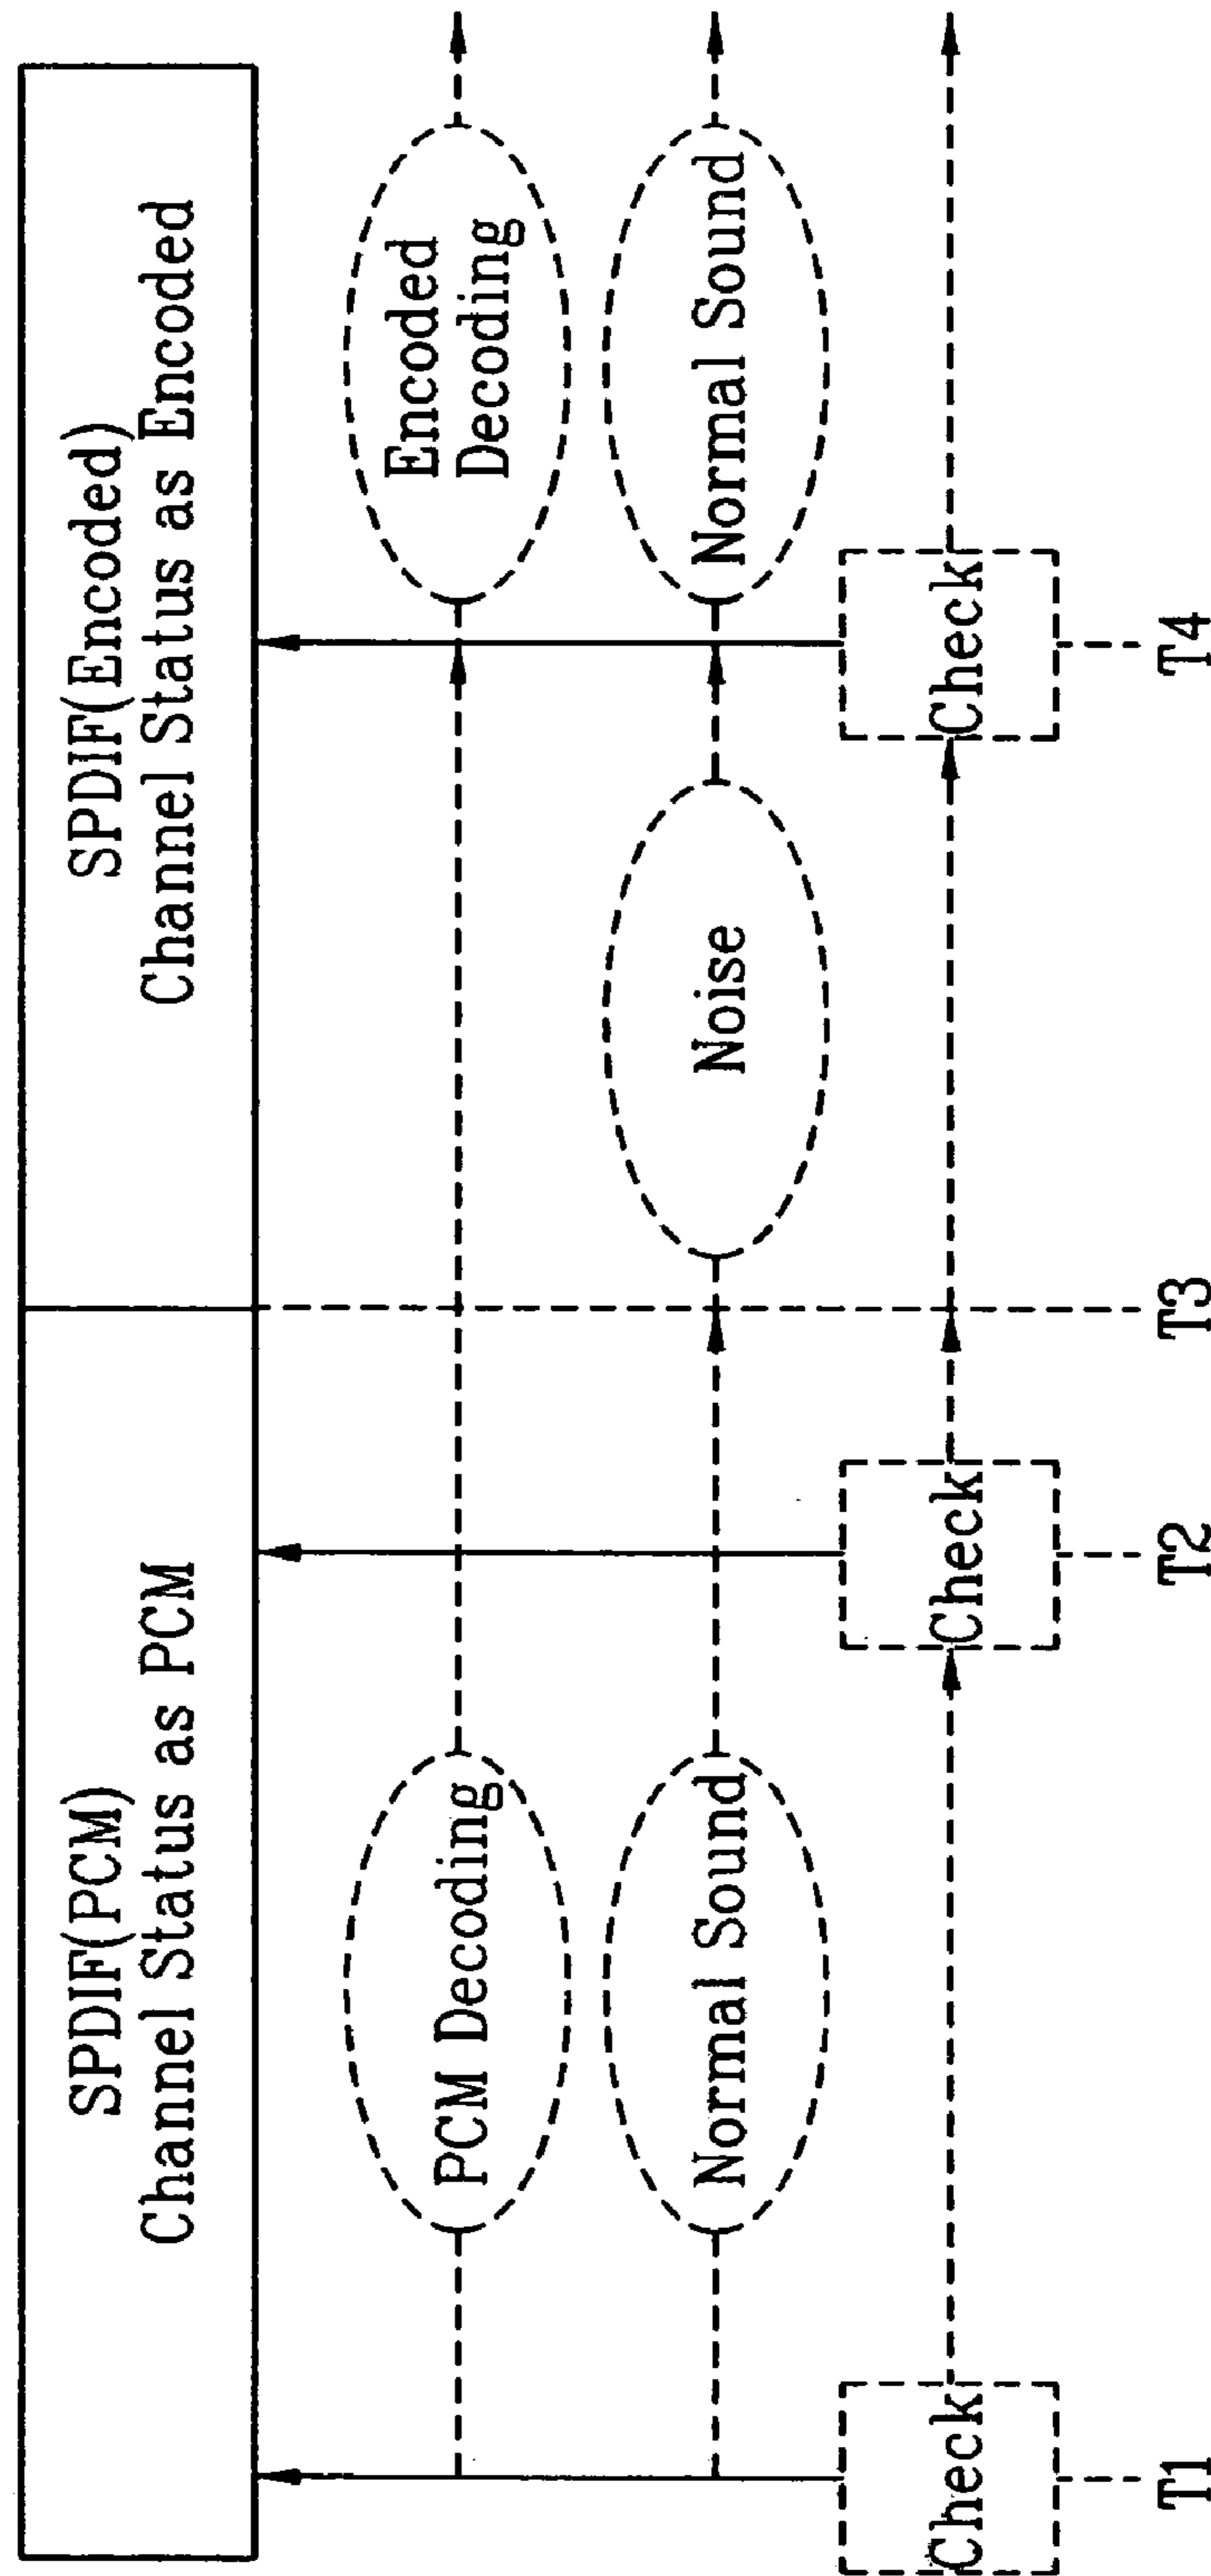 SPDIF(PCM)
Channel Status as PCM
SPDIF(Encoded)
Channel Status as Encoded
PCM Decoding
Encoded
Decoding
Normal Sound
Noise
Normal Sound
Check
Check
Check
T1
T2
T3
T4